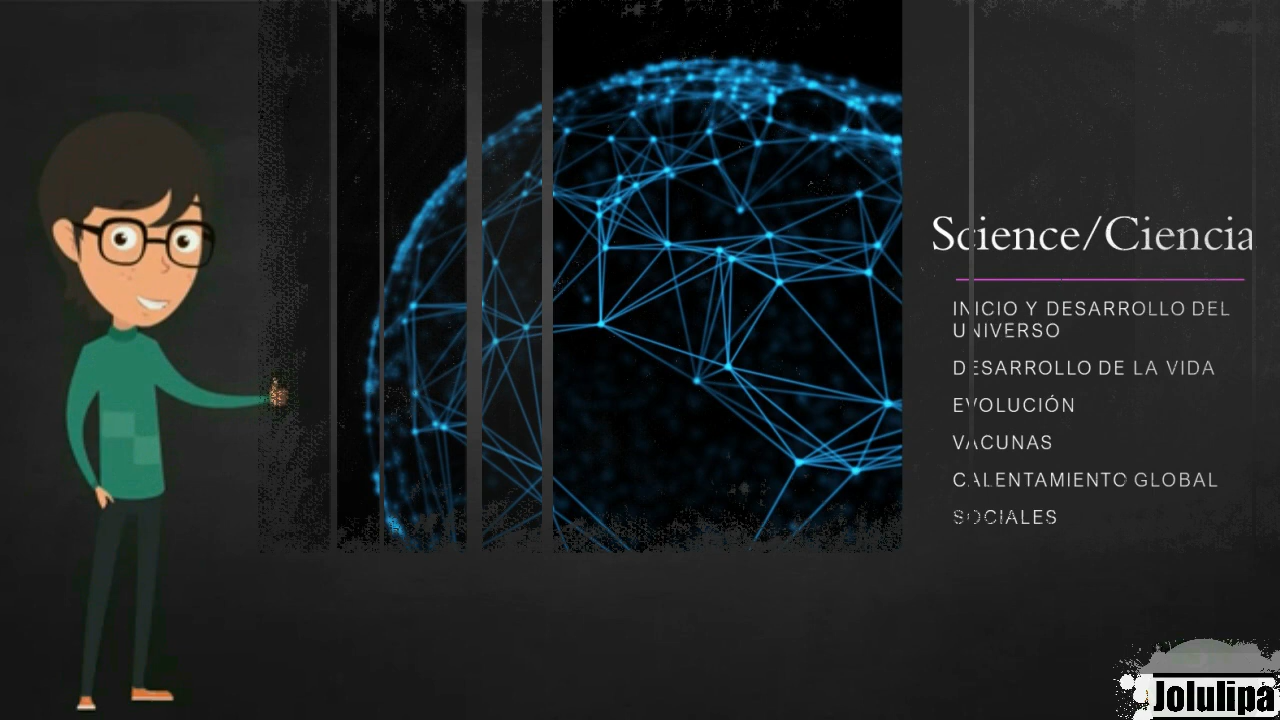 Science/Ciencia
INICIO Y DESARROLLO DEL
UNIVERSO
DESARROLLO DE LA VIDA
EVOLUCIÓN
VACUNAS
CALENTAMIENTO GLOBAL
SOCIALES
Jolulipa